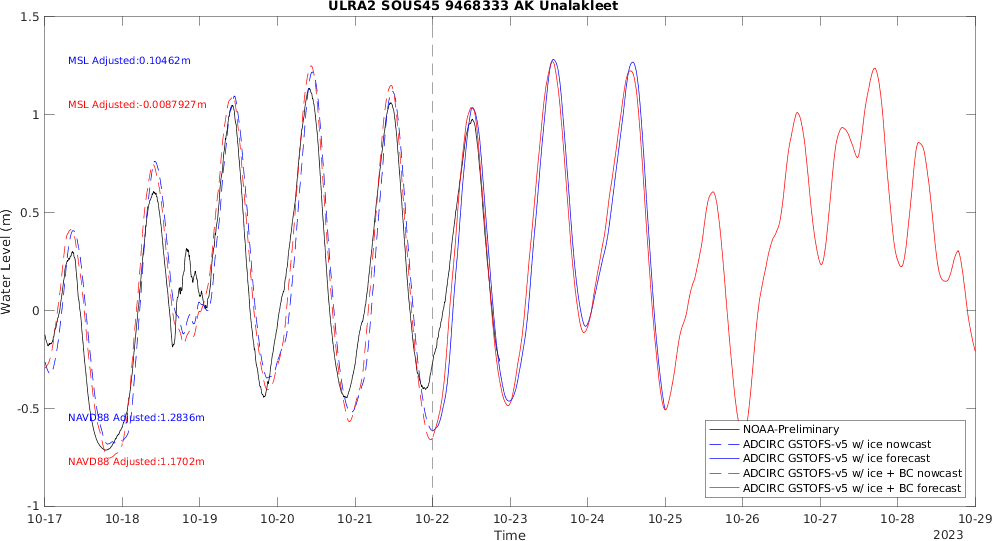 ULRA2 SOUS45 9468333 AK Unalakleet
1.5
1
0.5
0
-0.5
-1
Water Level (m)
MSL Adjusted:0.10462m
MSL Adjusted:-0.0087927m
NAVD88 Adjusted:1.2836m
NAVD88 Adjusted:1.1702m
NOAA-Preliminary
ADCIRC GSTOFS-v5 w/ ice nowcast
ADCIRC GSTOFS-v5 w/ ice forecast
ADCIRC GSTOFS-v5 w/ ice + BC nowcast
ADCIRC GSTOFS-v5 w/ ice + BC forecast
10-17 10-18 10-19 10-20 10-21 10-22 10-23 10-24 10-25 10-26 10-27 10-28 10-29
Time
2023